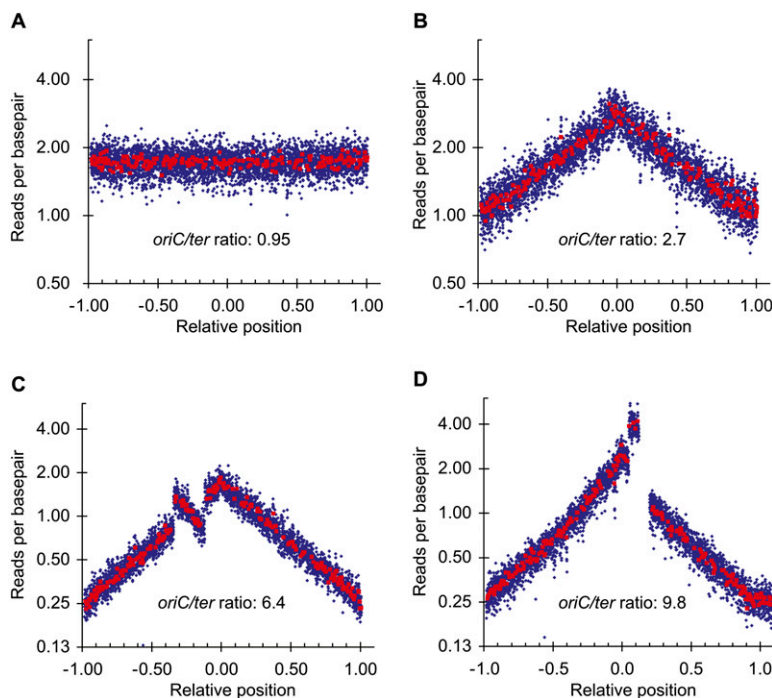 A
Reads per basepair
4.00
2.00
1.00
0.50
oriC/ter ratio: 0.95
-1.00 -0.50 0.00 0.50 1.00
Relative position
B
Reads per basepair
4.00
2.00
1.00
0.50
oriC/ter ratio: 2.7
-1.00 -0.50 0.00 0.50 1.00
Relative position
C
Reads per basepair
4.00
2.00
1.00
0.50
0.25
0.13
oriC/ter ratio: 6.4
-1.00 -0.50 0.00 0.50 1.00
Relative position
D
Reads per basepair
4.00
2.00
1.00
0.50
0.25
0.13
oriC/ter ratio: 9.8
-1.0 -0.5 0.0 0.5 1.0
Relative position